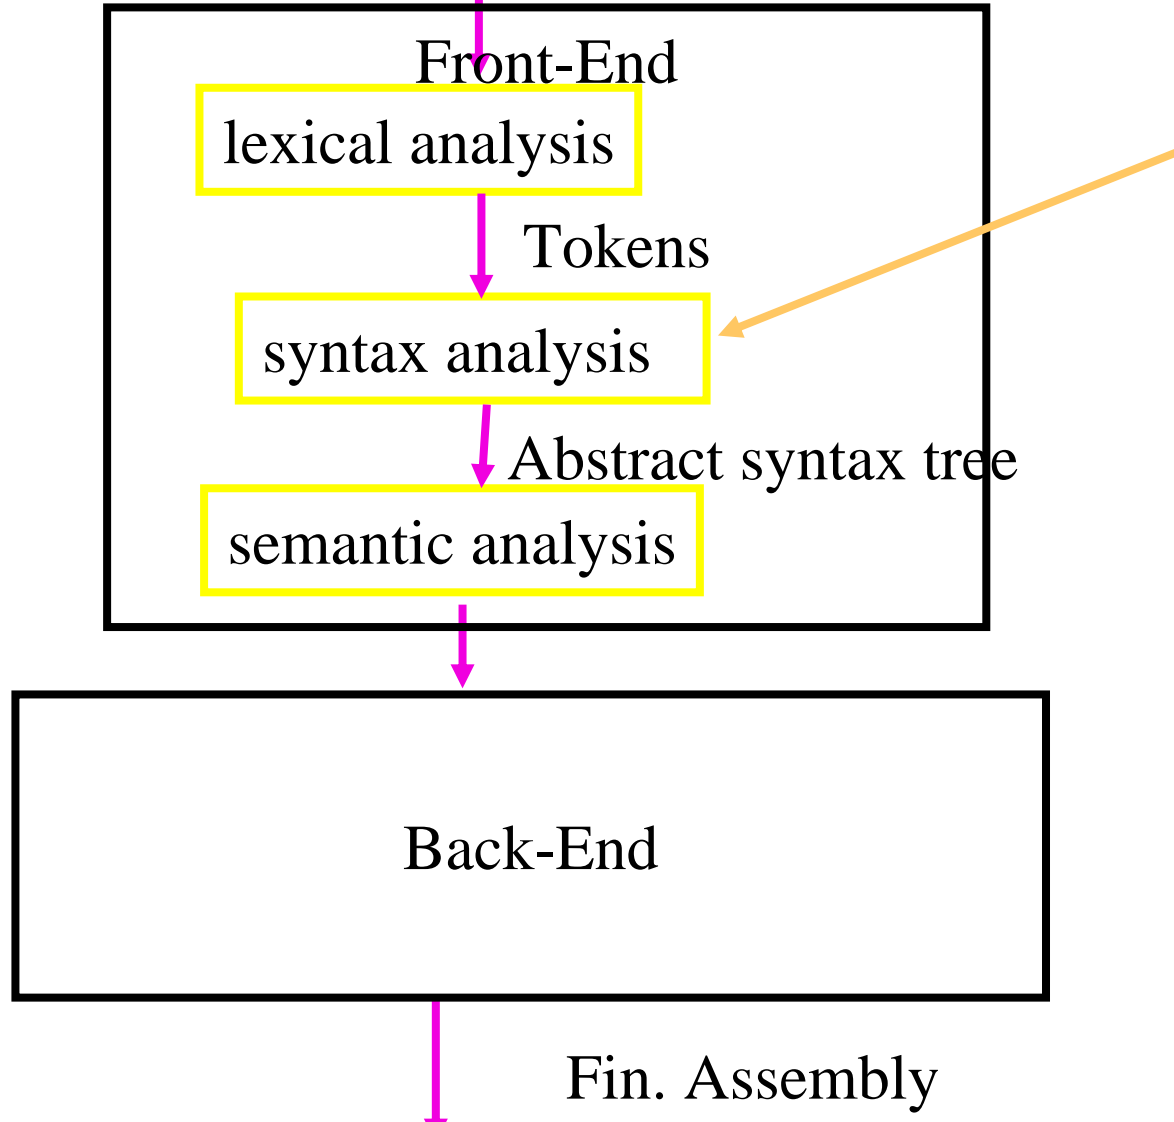 Front-End
lexical analysis
Tokens
syntax analysis
Abstract syntax tree
semantic analysis
Back-End
Fin. Assembly